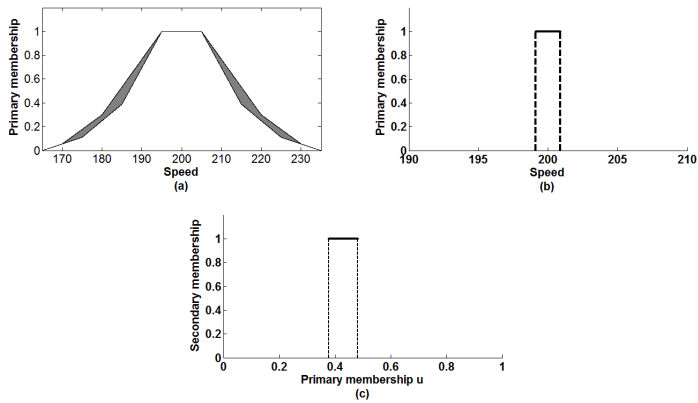 Primary membership
1
0.8
0.6
0.4
0.2
0
170 180 190 200 210 220 230
Speed
(a)
Primary membership
1
0.8
0.6
0.4
0.2
0
190 195 200 205 210
Speed
(b)
Secondary membership
1
0.8
0.6
0.4
0.2
0
0 0.2 0.4 0.6 0.8 1
Primary membership u
(c)